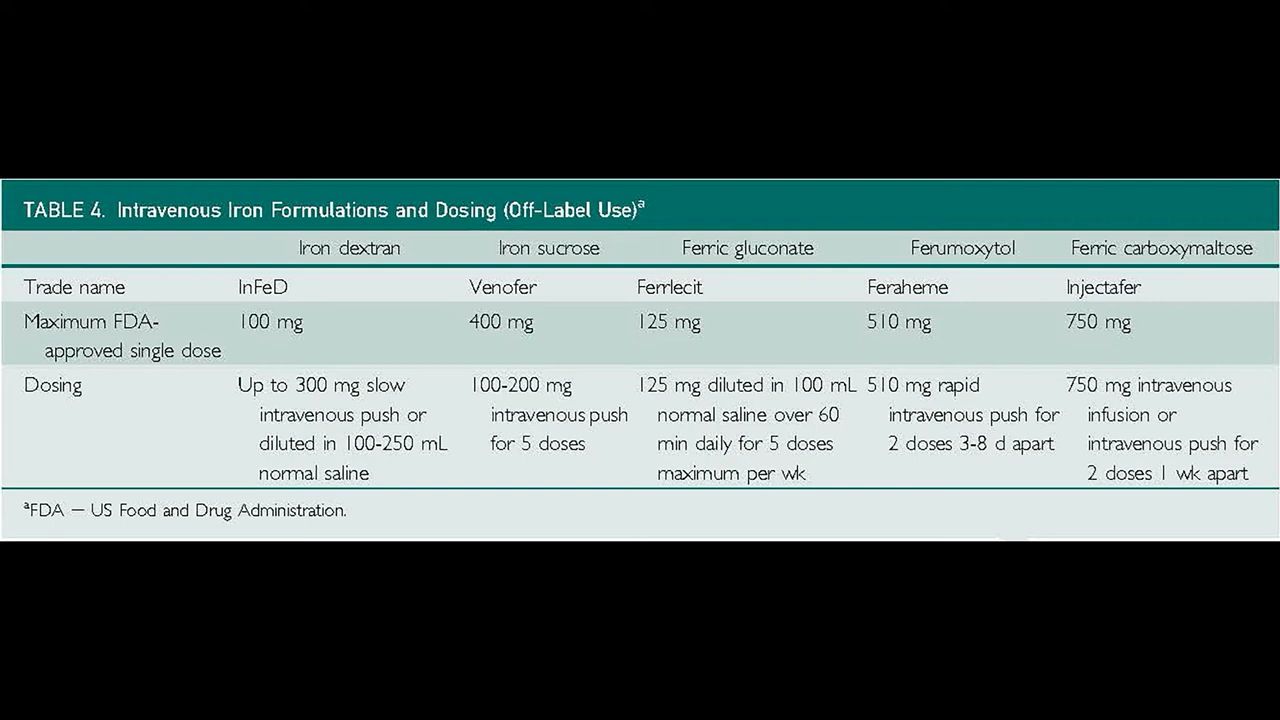 TABLE 4. Intravenous Iron Formulations and Dosing (Off-Label Use)a
Iron dextran Iron sucrose Ferric gluconate Ferumoxytol Ferric carboxymaltose
Trade name InFeD Venofer Ferrlecit Feraheme Injectafer
Maximum FDA- 100 mg 400 mg 125 mg 510 mg 750 mg
approved single dose
Dosing Up to 300 mg slow 100-200 mg 125 mg diluted in 100 mL 510 mg rapid 750 mg intravenous
intravenous push or intravenous push normal saline over 60 intravenous push for infusion or
diluted in 100-250 mL for 5 doses min daily for 5 doses 2 doses 3-8 d apart intravenous push for
normal saline maximum per wk 2 doses 1 wk apart
aFDA — US Food and Drug Administration.